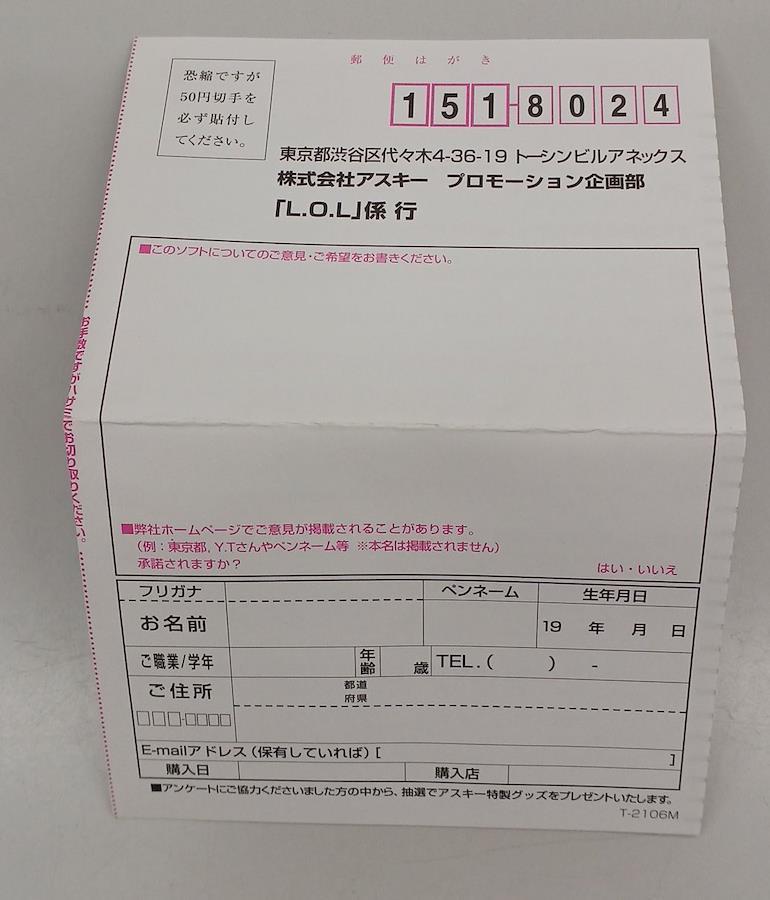 郵便はがき
恐縮ですが
50円切手を
必ず貼付し
てください。
151-8024
東京都渋谷区代々木4-36-19 トーシンビルアネックス
株式会社アスキー プロモーション企画部
「L.O.L」係 行
■このソフトについてのご意見・ご希望をお書きください。
お手数ですがハサミでお切り取りください。
■弊社ホームページでご意見が掲載されることがあります。
(例:東京都, Y.Tさんやペンネーム等 ※本名は掲載されません)
承諾されますか? はい・いいえ
フリガナ ペンネーム 生年月日
お名前 19 年 月 日
ご職業/学年 年齢 歳 TEL.( ) -
ご住所 都道府県
E-mailアドレス(保有していれば)[ ]
購入日 購入店
■アンケートにご協力くださいました方の中から、抽選でアスキー特製グッズをプレゼントいたします。
T-2106M